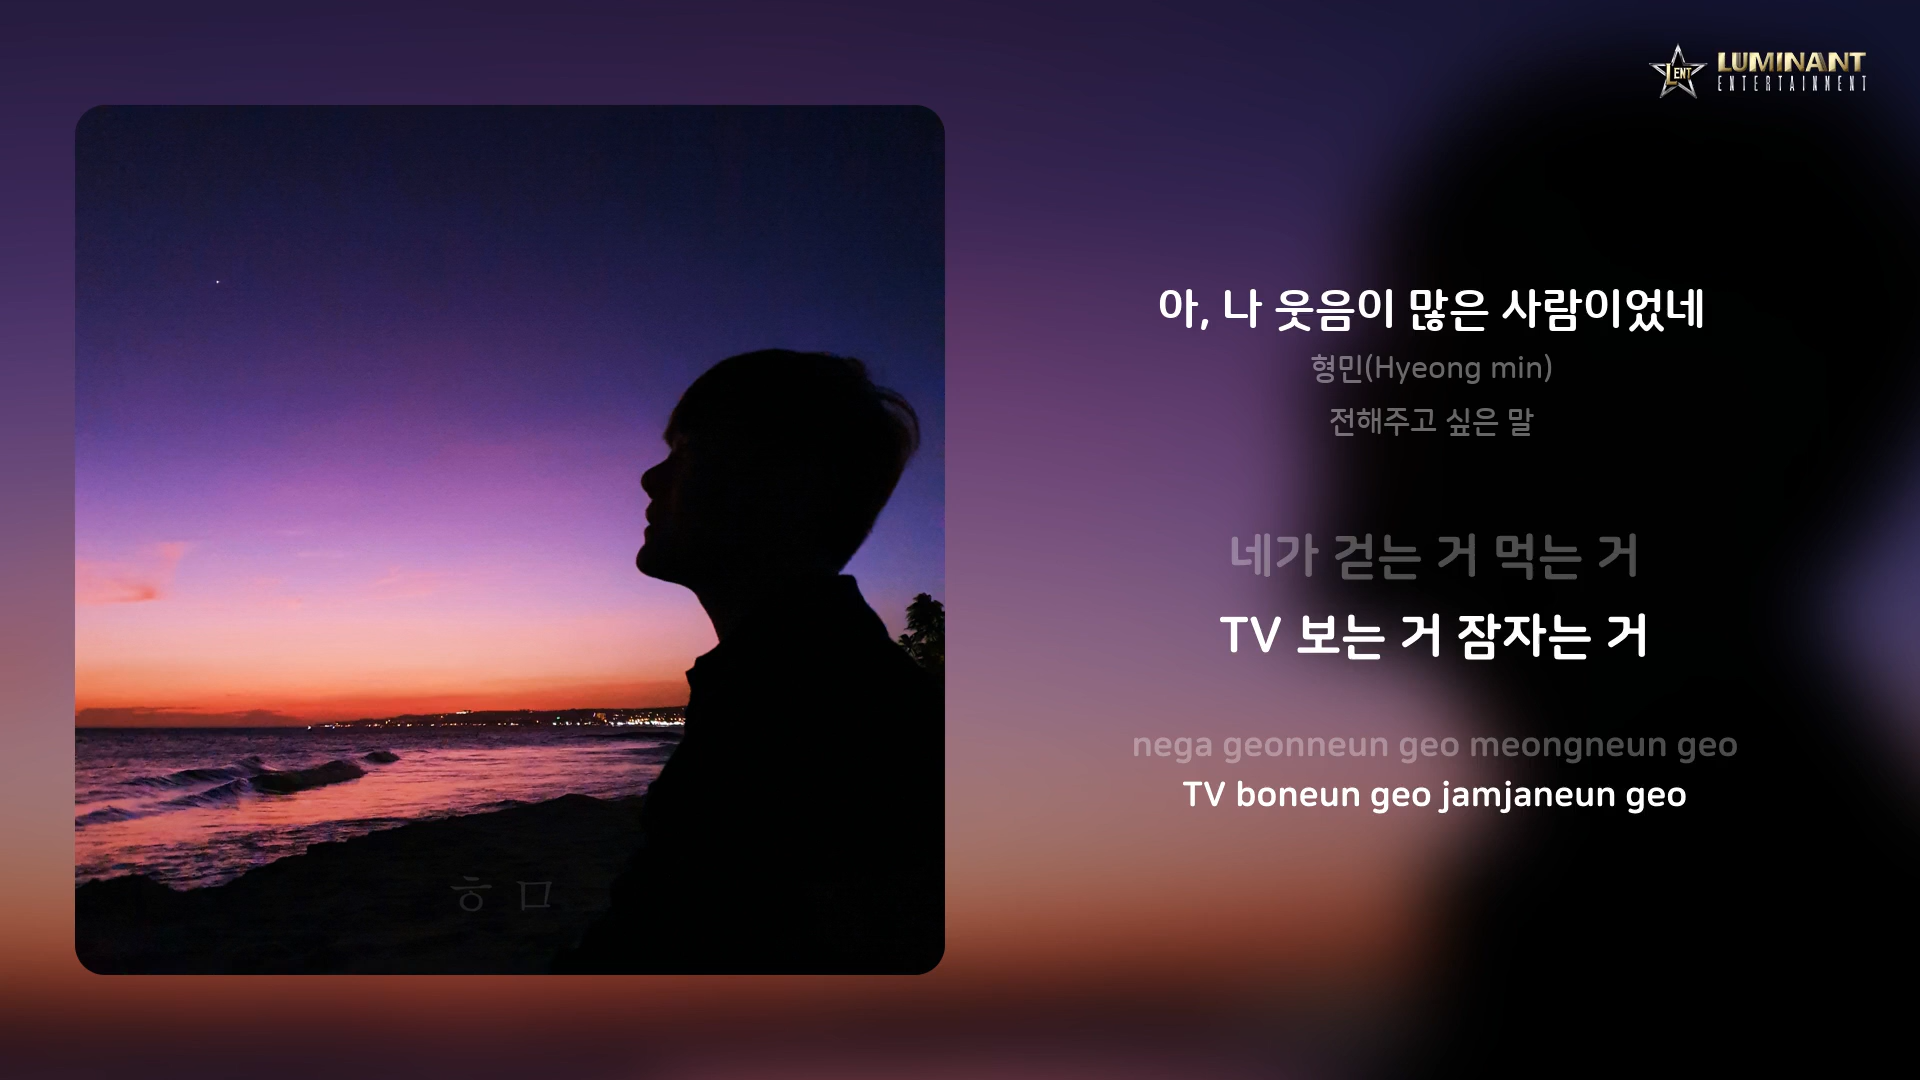 LENT
LUMINANT
ENTERTAINMENT
아, 나 웃음이 많은 사람이었네
형민(Hyeong min)
전해주고 싶은 말
네가 걷는 거 먹는 거
TV 보는 거 잠자는 거
nega geonneun geo meongneun geo
TV boneun geo jamjaneun geo
ㅎㅁ